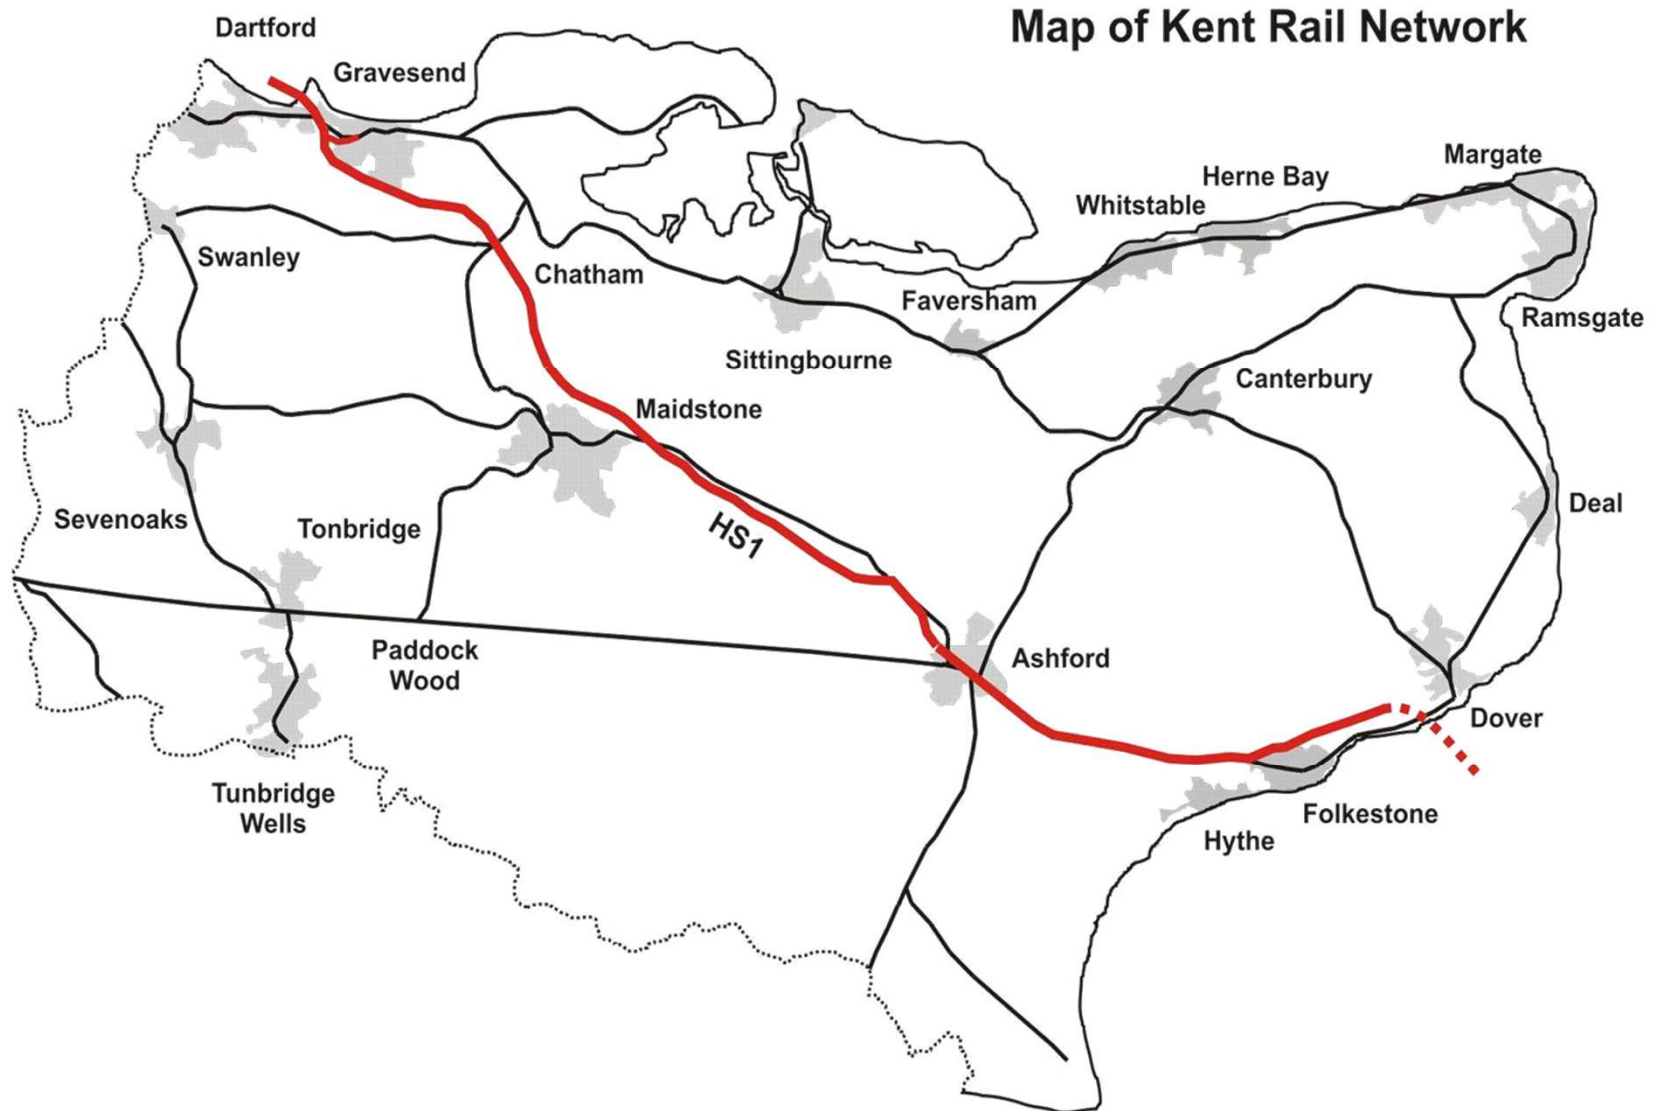 Map of Kent Rail Network
Dartford
Gravesend
Margate
Herne Bay
Whitstable
Swanley
Chatham
Faversham
Ramsgate
Sittingbourne
Canterbury
Maidstone
Deal
Sevenoaks
Tonbridge
HS1
Paddock
Wood
Ashford
Dover
Tunbridge
Wells
Folkestone
Hythe